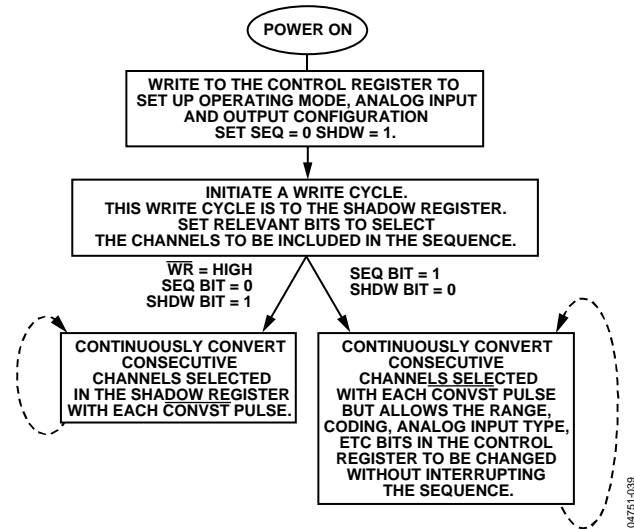 POWER ON
WRITE TO THE CONTROL REGISTER TO
SET UP OPERATING MODE, ANALOG INPUT
AND OUTPUT CONFIGURATION
SET SEQ = 0 SHDW = 1.
INITIATE A WRITE CYCLE.
THIS WRITE CYCLE IS TO THE SHADOW REGISTER.
SET RELEVANT BITS TO SELECT
THE CHANNELS TO BE INCLUDED IN THE SEQUENCE.
WR = HIGH
SEQ BIT = 0
SHDW BIT = 1
SEQ BIT = 1
SHDW BIT = 0
CONTINUOUSLY CONVERT
CONSECUTIVE
CHANNELS SELECTED
IN THE SHADOW REGISTER
WITH EACH CONVST PULSE.
CONTINUOUSLY CONVERT
CONSECUTIVE
CHANNELS SELECTED
WITH EACH CONVST PULSE
BUT ALLOWS THE RANGE,
CODING, ANALOG INPUT TYPE,
ETC BITS IN THE CONTROL
REGISTER TO BE CHANGED
WITHOUT INTERRUPTING
THE SEQUENCE.
04751-039